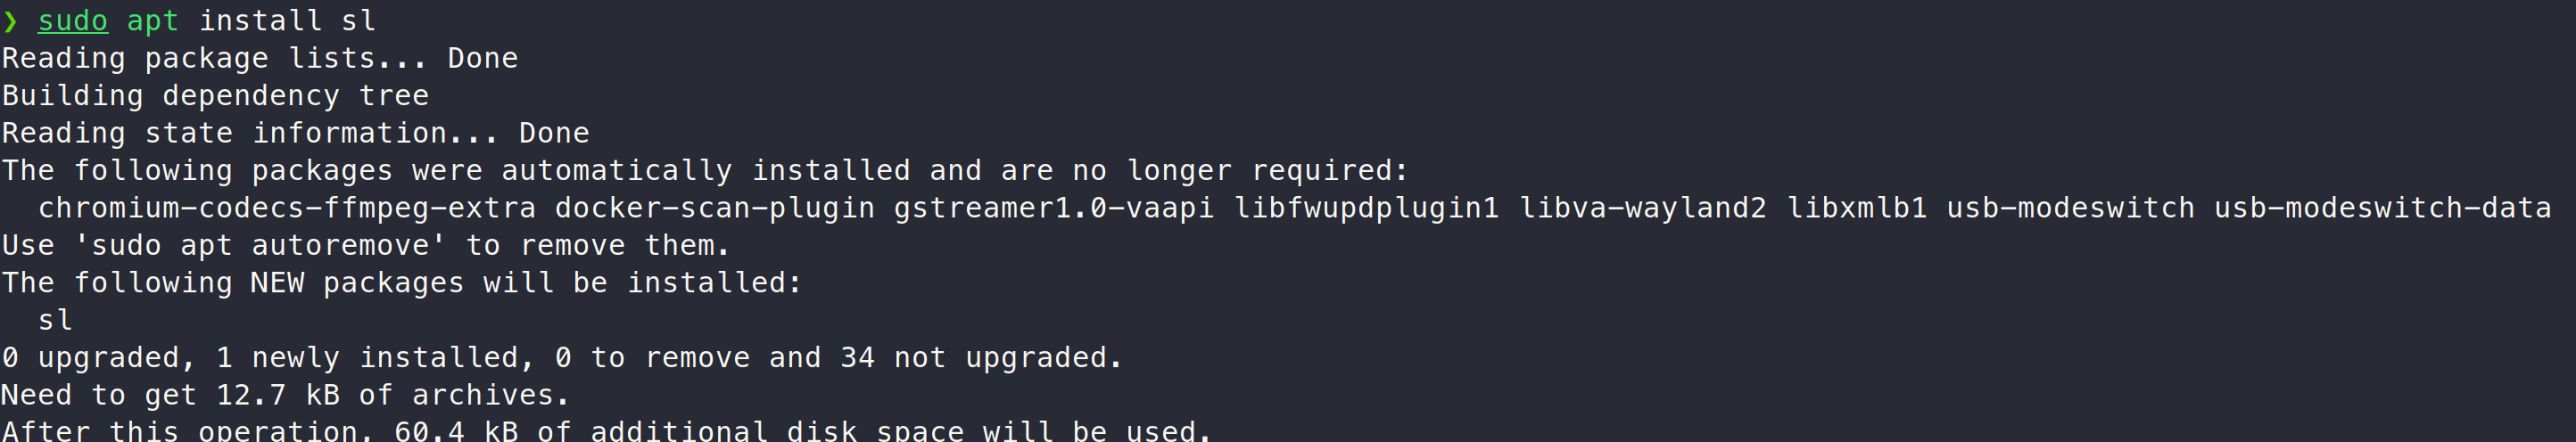 ❯ sudo apt install sl
Reading package lists... Done
Building dependency tree
Reading state information... Done
The following packages were automatically installed and are no longer required:
  chromium-codecs-ffmpeg-extra docker-scan-plugin gstreamer1.0-vaapi libfwupdplugin1 libva-wayland2 libxmlb1 usb-modeswitch usb-modeswitch-data
Use 'sudo apt autoremove' to remove them.
The following NEW packages will be installed:
  sl
0 upgraded, 1 newly installed, 0 to remove and 34 not upgraded.
Need to get 12.7 kB of archives.
After this operation, 60.4 kB of additional disk space will be used.